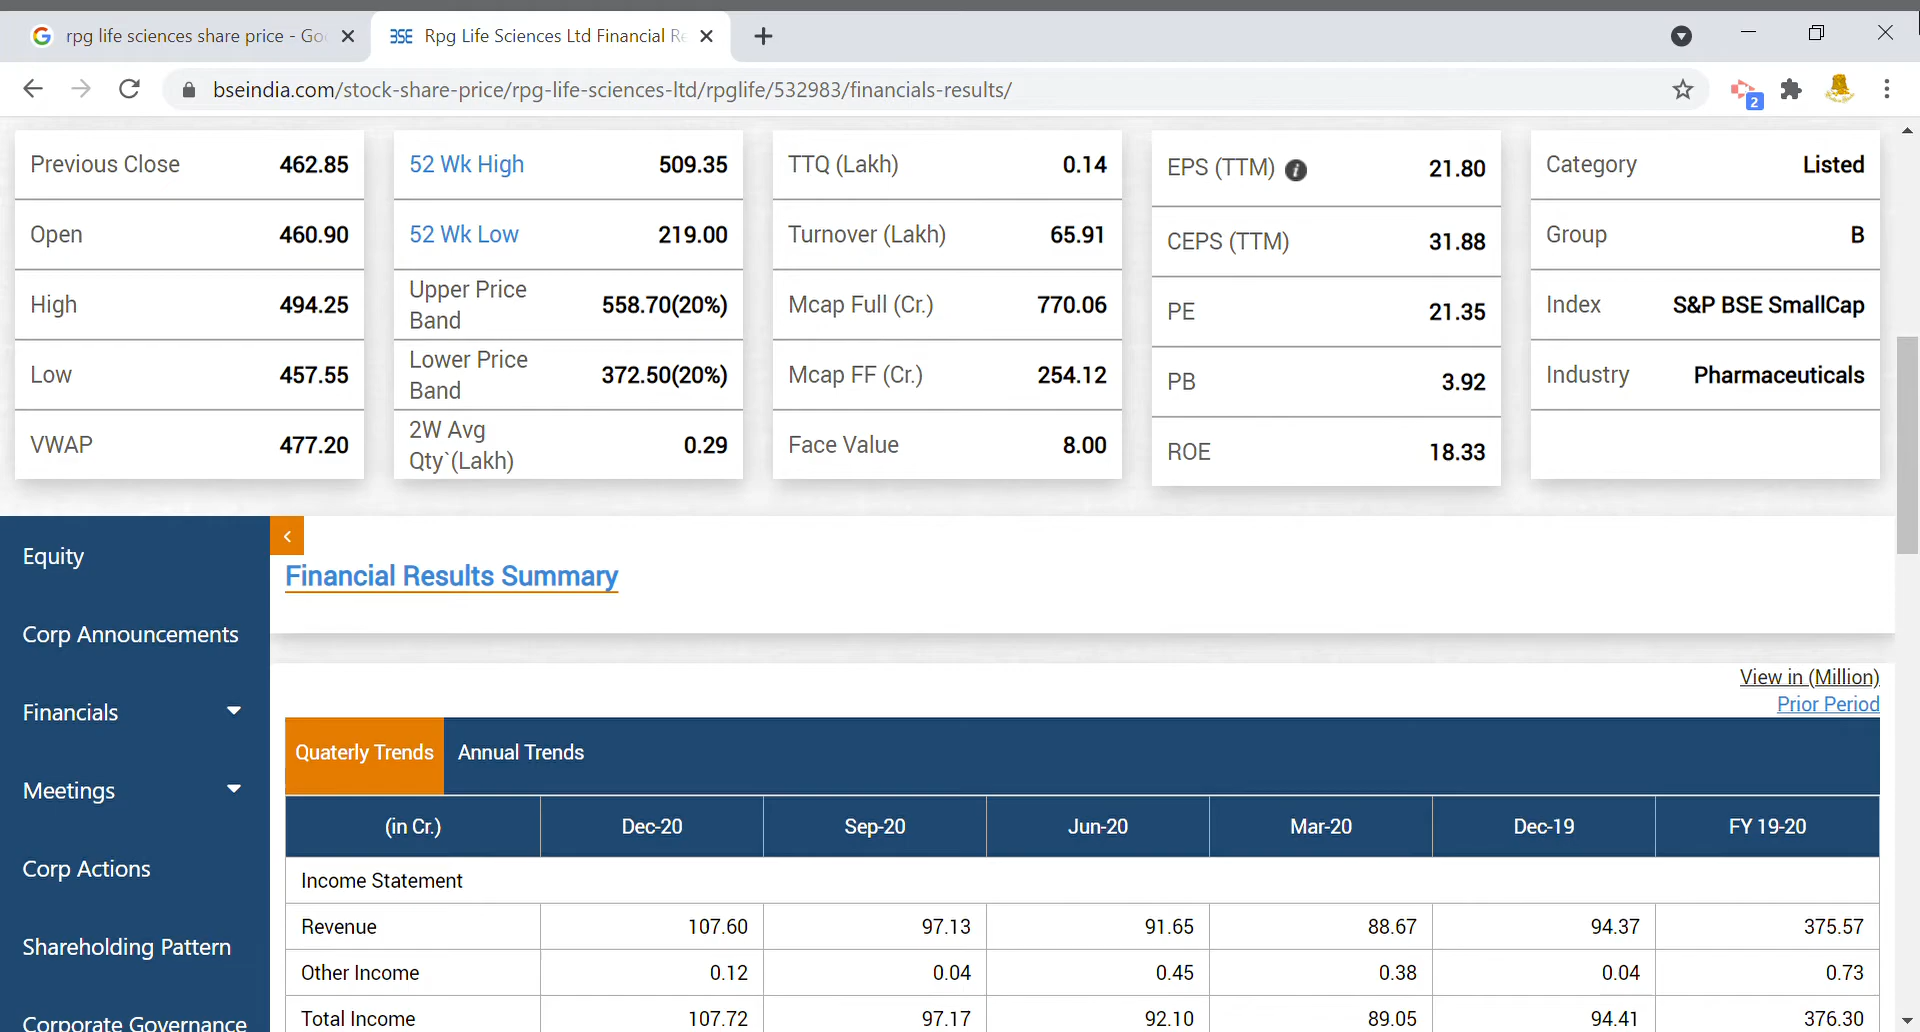 rpg life sciences share price - Goo
BSE Rpg Life Sciences Ltd Financial Re
bseindia.com/stock-share-price/rpg-life-sciences-ltd/rpglife/532983/financials-results/
2
Previous Close 462.85
Open 460.90
High 494.25
Low 457.55
VWAP 477.20
52 Wk High 509.35
52 Wk Low 219.00
Upper Price
Band 558.70(20%)
Lower Price
Band 372.50(20%)
2W Avg
Qty`(Lakh) 0.29
TTQ (Lakh) 0.14
Turnover (Lakh) 65.91
Mcap Full (Cr.) 770.06
Mcap FF (Cr.) 254.12
Face Value 8.00
EPS (TTM) i 21.80
CEPS (TTM) 31.88
PE 21.35
PB 3.92
ROE 18.33
Category Listed
Group B
Index S&P BSE SmallCap
Industry Pharmaceuticals
Equity
Corp Announcements
Financials
Meetings
Corp Actions
Shareholding Pattern
Corporate Governance
Financial Results Summary
View in (Million)
Prior Period
Quaterly Trends Annual Trends
(in Cr.) Dec-20 Sep-20 Jun-20 Mar-20 Dec-19 FY 19-20
Income Statement
Revenue 107.60 97.13 91.65 88.67 94.37 375.57
Other Income 0.12 0.04 0.45 0.38 0.04 0.73
Total Income 107.72 97.17 92.10 89.05 94.41 376.30